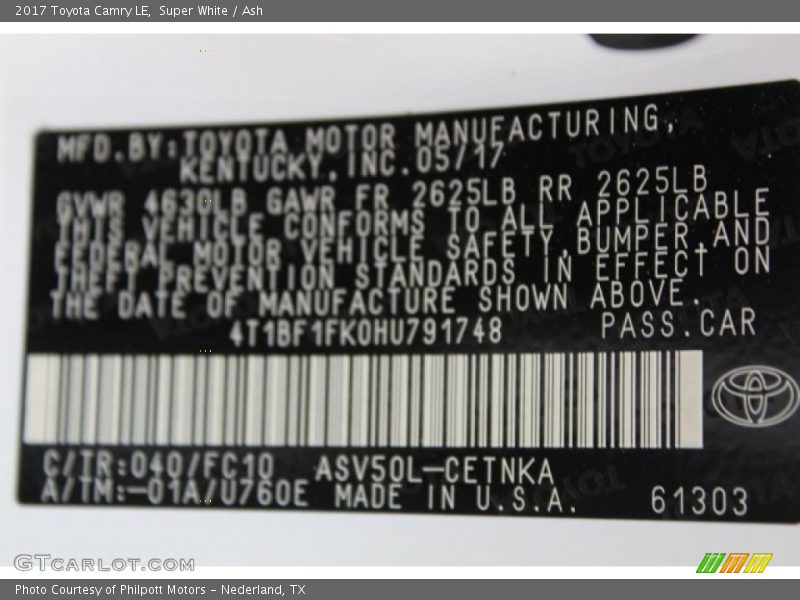 2017 Toyota Camry LE, Super White / Ash
MFD.BY:TOYOTA MOTOR MANUFACTURING,
KENTUCKY,INC.05/17
GVWR 4630LB GAWR FR 2625LB RR 2625LB
THIS VEHICLE CONFORMS TO ALL APPLICABLE
FEDERAL MOTOR VEHICLE SAFETY,BUMPER,AND
THEFT PREVENTION STANDARDS IN EFFECT ON
THE DATE OF MANUFACTURE SHOWN ABOVE.
4T1BF1FK0HU791748 PASS.CAR
C/TR:040/FC10 ASV50L-CETNKA
A/TM:-01A/U760E MADE IN U.S.A. 61303
GTCARLOT.COM
Photo Courtesy of Philpott Motors - Nederland, TX